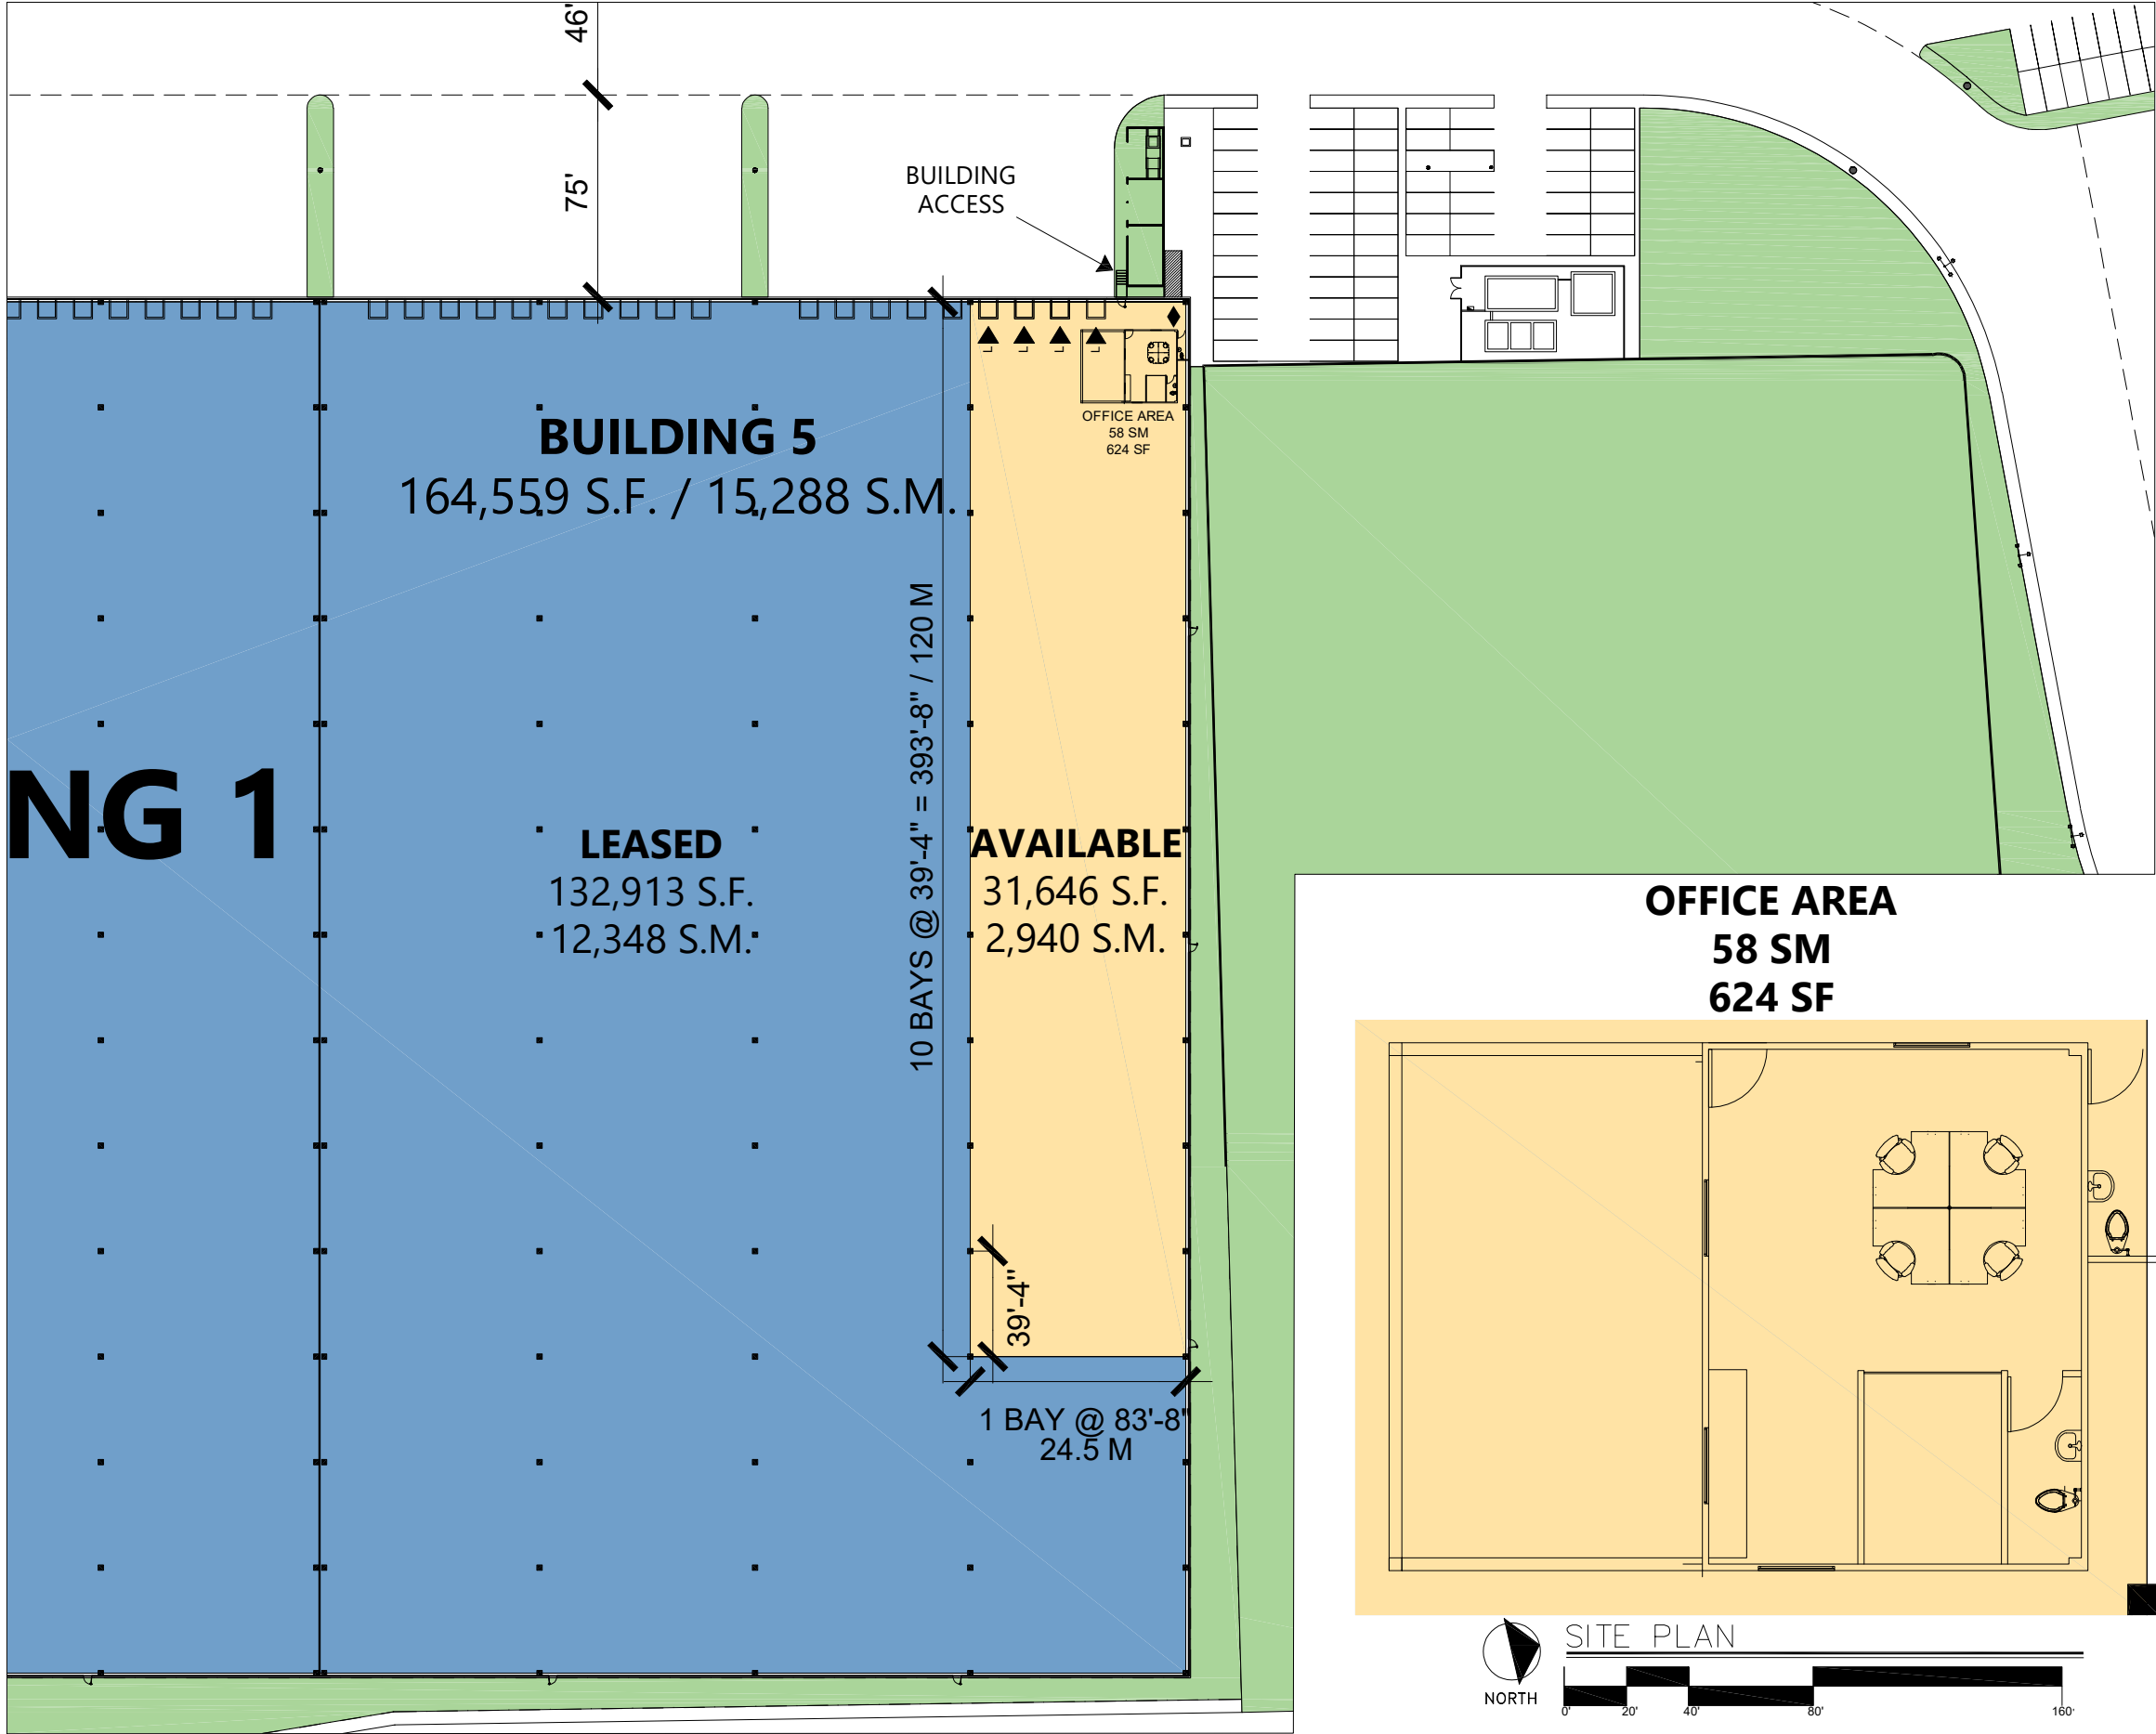 46'
75'
BUILDING
ACCESS
BUILDING 5
164,559 S.F. / 15,288 S.M.
OFFICE AREA
58 SM
624 SF
10 BAYS @ 39'-4" = 393'-8" / 120 M
NG 1
LEASED
132,913 S.F.
12,348 S.M.
AVAILABLE
31,646 S.F.
2,940 S.M.
39'-4"
1 BAY @ 83'-8"
24.5 M
OFFICE AREA
58 SM
624 SF
SITE PLAN
NORTH
0' 20' 40' 80' 160'